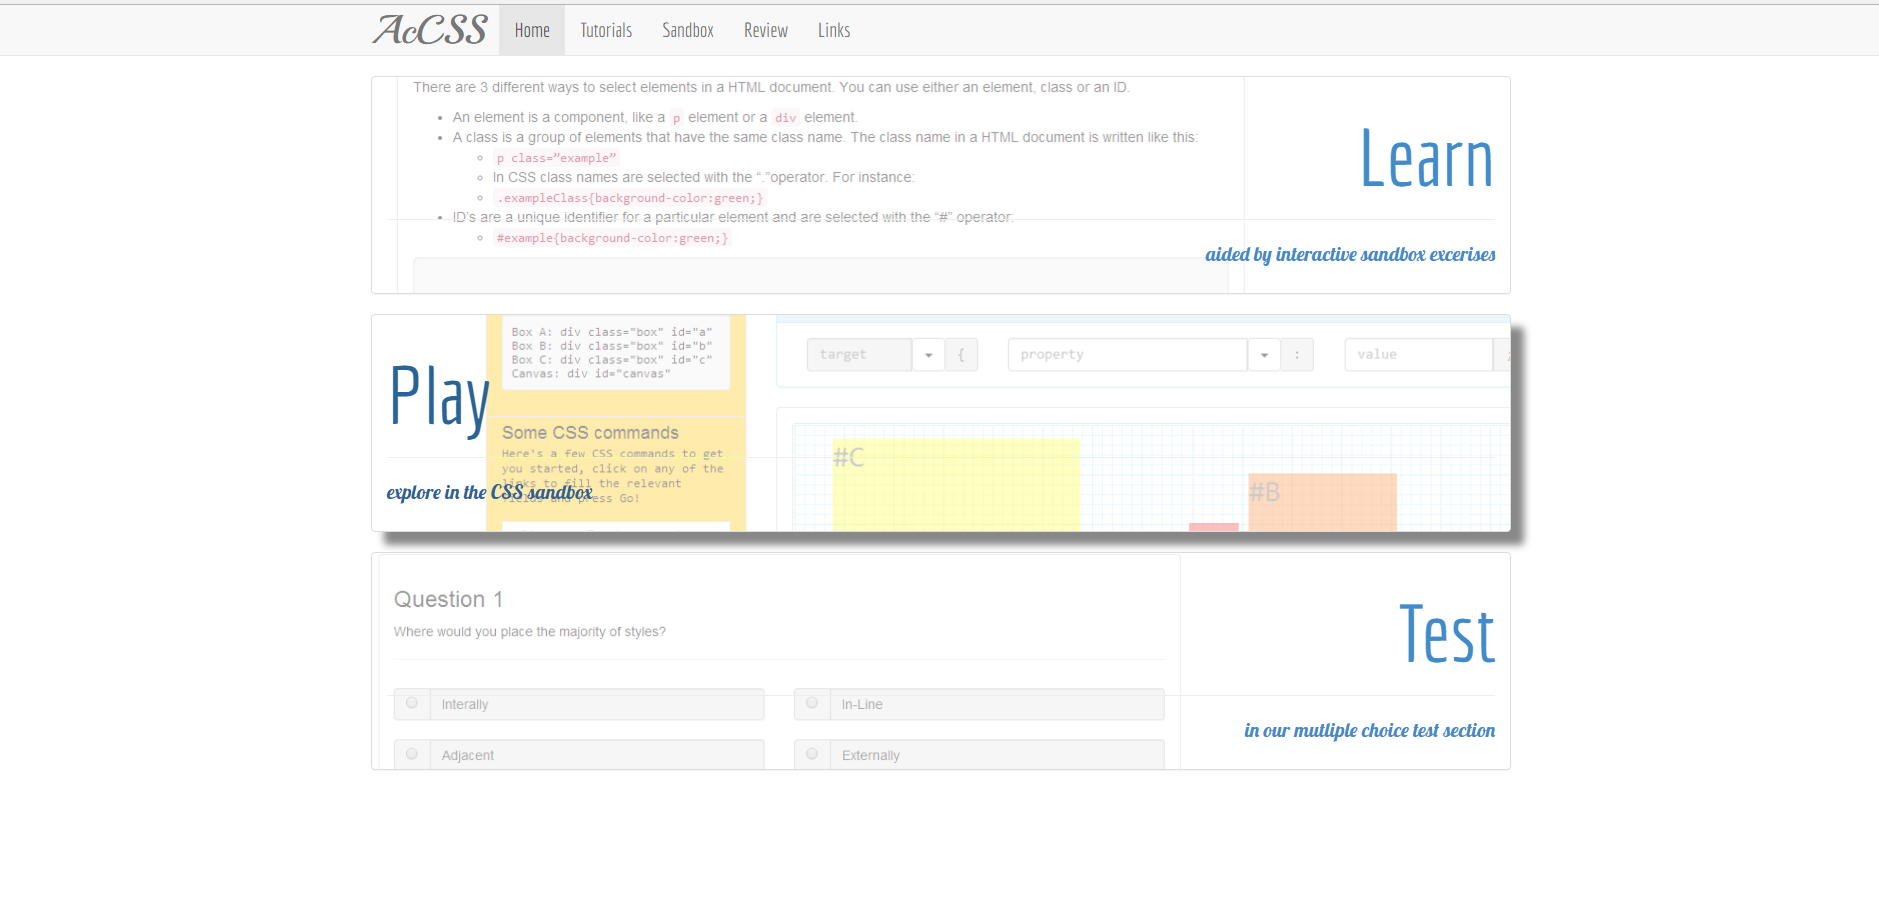 AcCSS Home Tutorials Sandbox Review Links
There are 3 different ways to select elements in a HTML document. You can use either an element, class or an ID.
• An element is a component, like a p element or a div element.
• A class is a group of elements that have the same class name. The class name in a HTML document is written like this:
p class=”example”
In CSS class names are selected with the “.”operator. For instance:
.exampleClass{background-color:green;}
• ID's are a unique identifier for a particular element and are selected with the “#” operator:
#example{background-color:green;}
Learn
aided by interactive sandbox excerises
Play
explore in the CSS sandbox
Box A: div class="box" id="a"
Box B: div class="box" id="b"
Box C: div class="box" id="c"
Canvas: div id="canvas"
Some CSS commands
Here's a few CSS commands to get
you started, click on any of the
links to fill the relevant
fields and press Go!
target { property : value
#C
#B
Question 1
Where would you place the majority of styles?
Interally In-Line
Adjacent Externally
Test
in our mutliple choice test section